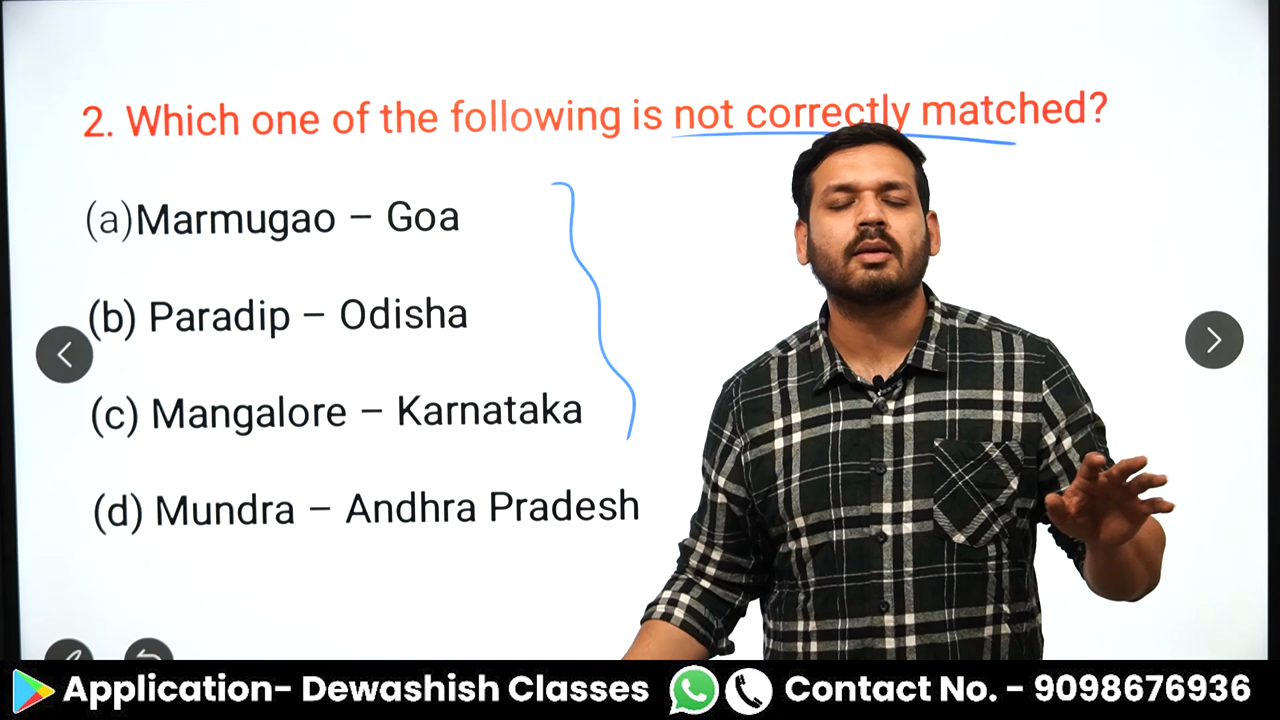 2. Which one of the following is not correctly matched?
(a)Marmugao – Goa
(b) Paradip – Odisha
(c) Mangalore – Karnataka
(d) Mundra – Andhra Pradesh
Application- Dewashish Classes Contact No. - 9098676936